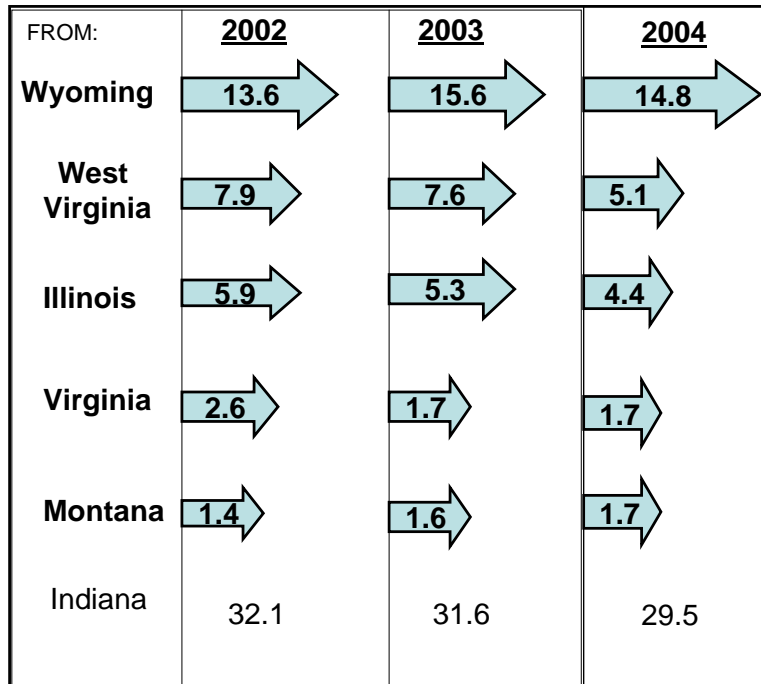 FROM: 2002 2003 2004
Wyoming 13.6 15.6 14.8
West
Virginia 7.9 7.6 5.1
Illinois 5.9 5.3 4.4
Virginia 2.6 1.7 1.7
Montana 1.4 1.6 1.7
Indiana 32.1 31.6 29.5